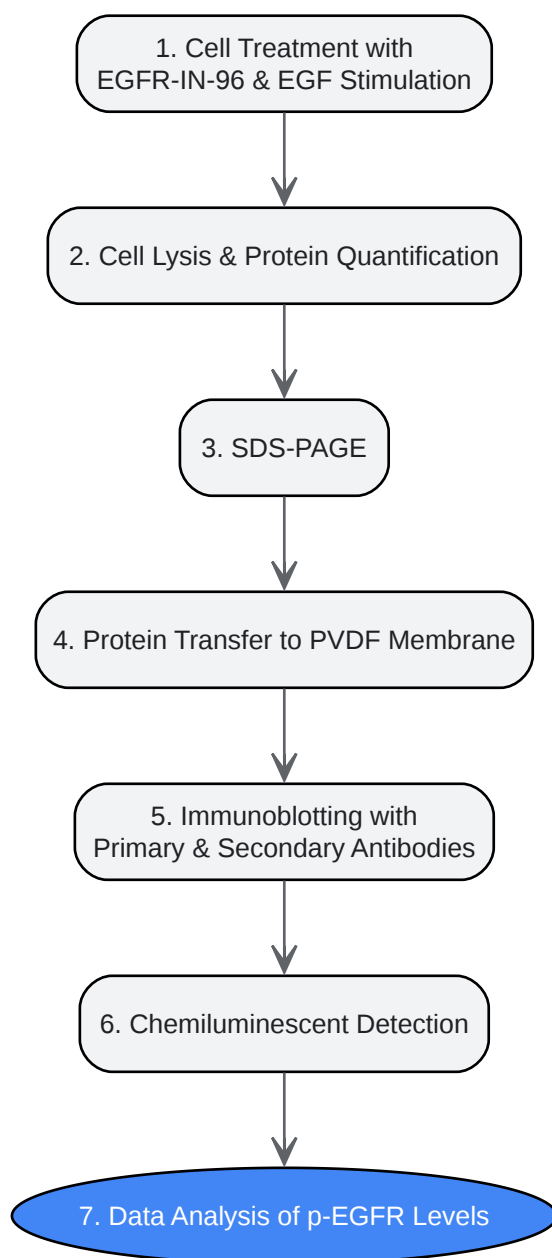 1. Cell Treatment with
EGFR-IN-96 & EGF Stimulation
2. Cell Lysis & Protein Quantification
3. SDS-PAGE
4. Protein Transfer to PVDF Membrane
5. Immunoblotting with
Primary & Secondary Antibodies
6. Chemiluminescent Detection
7. Data Analysis of p-EGFR Levels